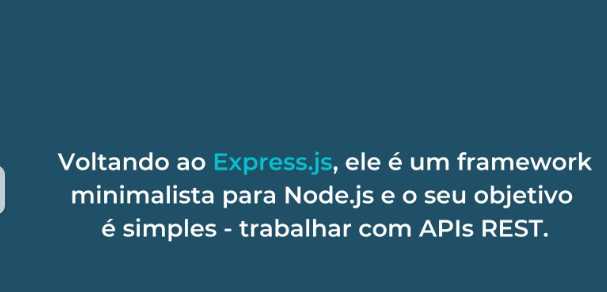 Voltando ao Express.js, ele é um framework
minimalista para Node.js e o seu objetivo
é simples - trabalhar com APIs REST.